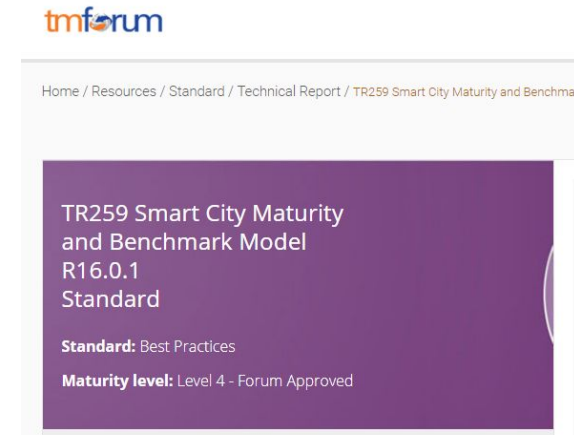 tmforum
Home / Resources / Standard / Technical Report / TR259 Smart City Maturity and Benchma
TR259 Smart City Maturity
and Benchmark Model
R16.0.1
Standard
Standard: Best Practices
Maturity level: Level 4 - Forum Approved